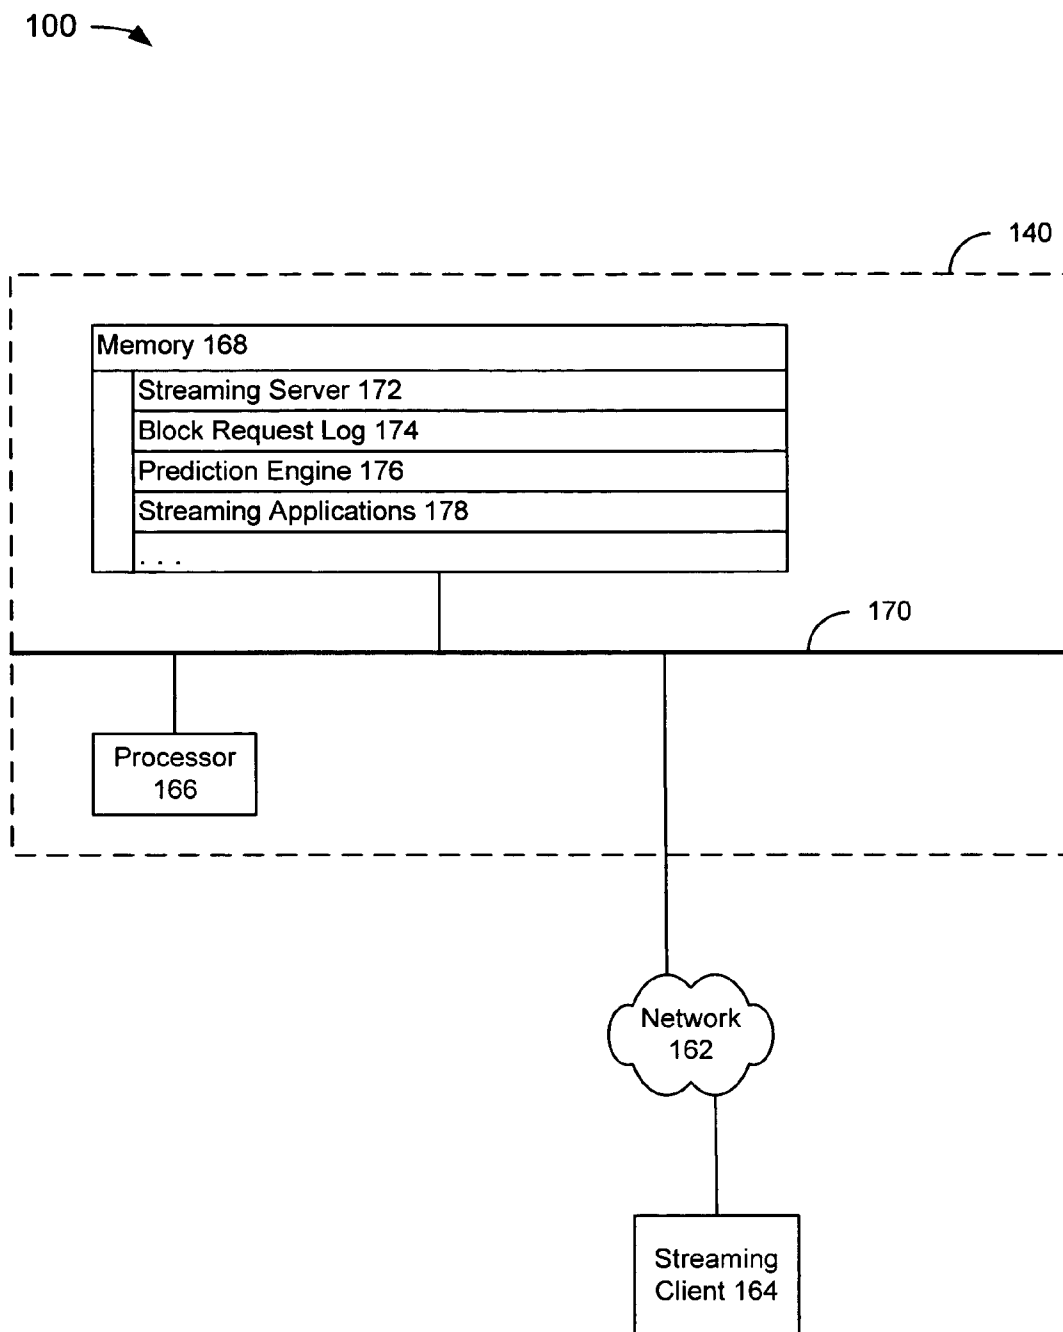 100
140
Memory 168
Streaming Server 172
Block Request Log 174
Prediction Engine 176
Streaming Applications 178
. . .
170
Processor
166
Network
162
Streaming
Client 164